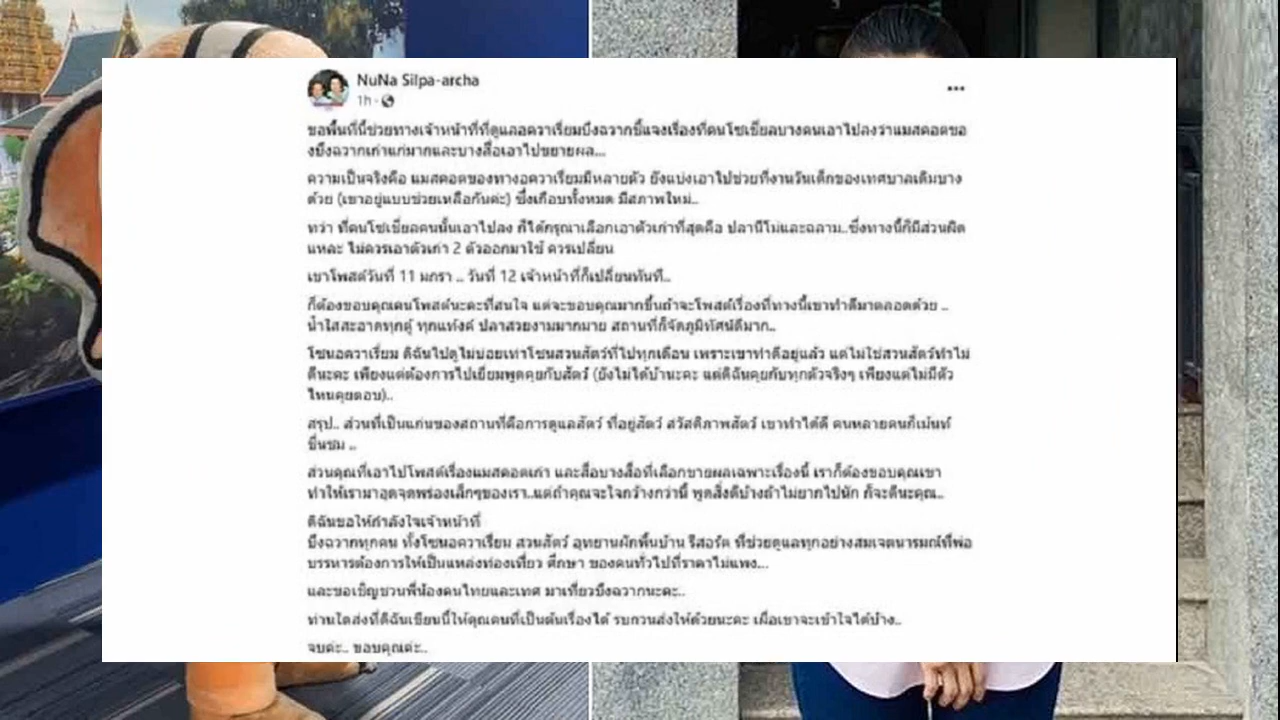 NuNa Silpa-archa
1h
ขอพื้นที่นี้ช่วยทางเจ้าหน้าที่ที่ดูแลอควาเรี่ยมบึงฉวากชี้แจงเรื่องที่คนโซเชี่ยลบางคนเอาไปลงว่าแมสคอตขอ
งบึงฉวากเก่าแก่มากและบางสื่อเอาไปขยายผล...
ความเป็นจริงคือ แมสคอตของทางอควาเรี่ยมมีหลายตัว ยังแบ่งเอาไปช่วยที่งานวันเด็กของเทศบาลเดิมบาง
ด้วย (เขาอยู่แบบช่วยเหลือกันค่ะ) ซึ่งเกือบทั้งหมด มีสภาพใหม่..
ทว่า ที่คนโซเชี่ยลคนนั้นเอาไปลง ก็ได้กรุณาเลือกเอาตัวเก่าที่สุดคือ ปลานีโม่และฉลาม..ซึ่งทางนี้ก็มีส่วนผิด
แหละ ไม่ควรเอาตัวเก่า 2 ตัวออกมาใช้ ควรเปลี่ยน
เขาโพสต์วันที่ 11 มกรา .. วันที่ 12 เจ้าหน้าที่ก็เปลี่ยนทันที..
ก็ต้องขอบคุณคนโพสต์นะคะที่สนใจ แต่จะขอบคุณมากขึ้นถ้าจะโพสต์เรื่องที่ทางนี้เขาทำดีมาตลอดด้วย ..
น้ำใสสะอาดทุกตู้ ทุกแท้งค์ ปลาสวยงามมากมาย สถานที่ก็จัดภูมิทัศน์ดีมาก..
โซนอควาเรี่ยม ดิฉันไปดูไม่บ่อยเท่าโซนสวนสัตว์ที่ไปทุกเดือน เพราะเขาทำดีอยู่แล้ว แต่ไม่ใช่สวนสัตว์ทำไม่
ดีนะคะ เพียงแต่ต้องการไปเยี่ยมพูดคุยกับสัตว์ (ยังไม่ได้บ้านะคะ แต่ดิฉันคุยกับทุกตัวจริงๆ เพียงแต่ไม่มีตัว
ไหนคุยตอบ)..
สรุป.. ส่วนที่เป็นแก่นของสถานที่คือการดูแลสัตว์ ที่อยู่สัตว์ สวัสดิภาพสัตว์ เขาทำได้ดี คนหลายคนก็เม้นท์
ชื่นชม ..
ส่วนคุณที่เอาไปโพสต์เรื่องแมสคอตเก่า และสื่อบางสื่อที่เลือกขายผลเฉพาะเรื่องนี้ เราก็ต้องขอบคุณเขา
ทำให้เรามาอุดจุดพร่องเล็กๆของเรา..แต่ถ้าคุณจะใจกว้างกว่านี้ พูดสิ่งดีบ้างถ้าไม่ยากไปนัก ก็จะดีนะคุณ..
ดิฉันขอให้กำลังใจเจ้าหน้าที่
บึงฉวากทุกคน ทั้งโซนอควาเรี่ยม สวนสัตว์ อุทยานผักพื้นบ้าน รีสอร์ต ที่ช่วยดูแลทุกอย่างสมเจตนารมณ์ที่พ่อ
บรรหารต้องการให้เป็นแหล่งท่องเที่ยว ศึกษา ของคนทั่วไปที่ราคาไม่แพง...
และขอเชิญชวนพี่น้องคนไทยและเทศ มาเที่ยวบึงฉวากนะคะ..
ท่านใดส่งที่ดิฉันเขียนนี้ให้คุณคนที่เป็นต้นเรื่องได้ รบกวนส่งให้ด้วยนะคะ เผื่อเขาจะเข้าใจได้บ้าง..
จบค่ะ.. ขอบคุณค่ะ..